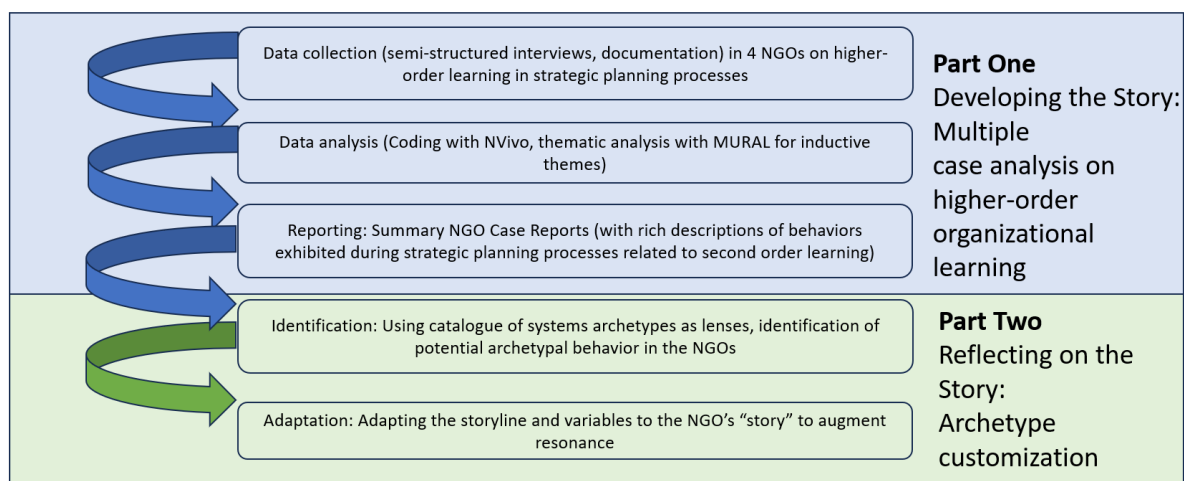 Data collection (semi-structured interviews, documentation) in 4 NGOs on higher-
order learning in strategic planning processes
Data analysis (Coding with NVivo, thematic analysis with MURAL for inductive
themes)
Reporting: Summary NGO Case Reports (with rich descriptions of behaviors
exhibited during strategic planning processes related to second order learning)
Part One
Developing the Story:
Multiple
case analysis on
higher-order
organizational
learning
Identification: Using catalogue of systems archetypes as lenses, identification of
potential archetypal behavior in the NGOs
Adaptation: Adapting the storyline and variables to the NGO’s “story” to augment
resonance
Part Two
Reflecting on the
Story:
Archetype
customization